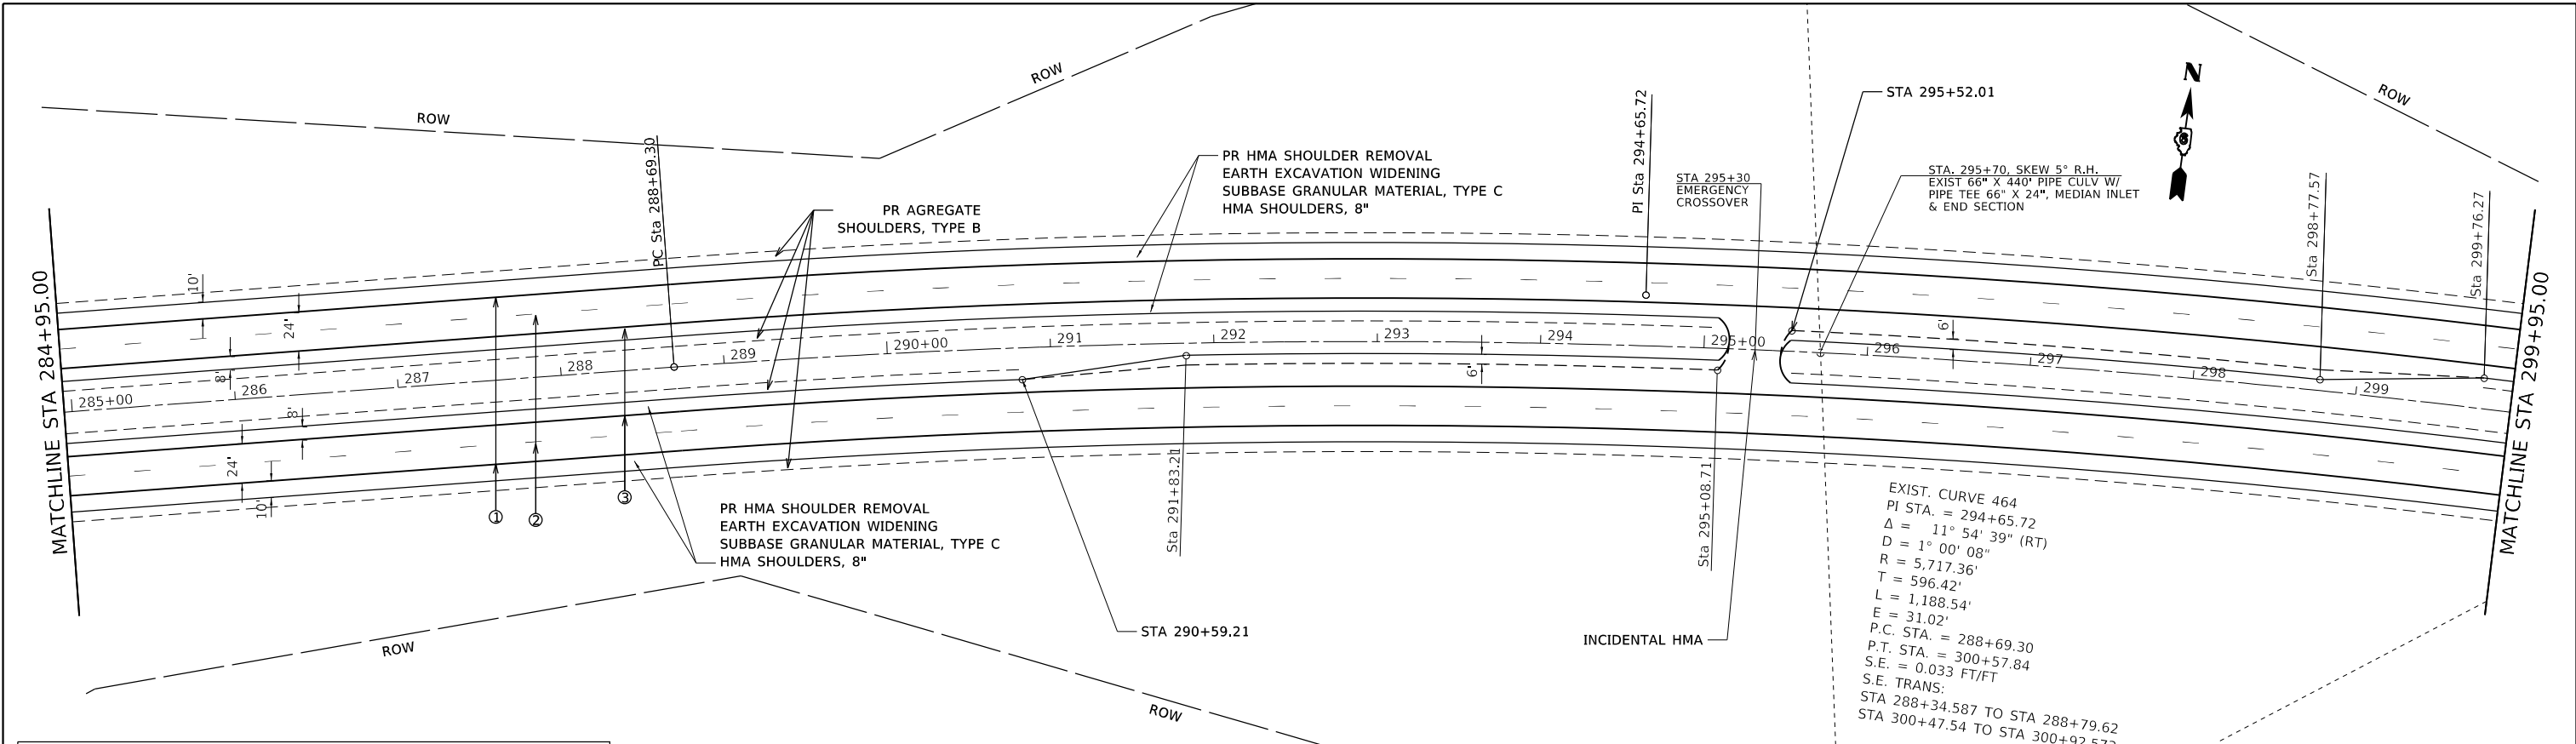 ROW
ROW
ROW
N
STA 295+52.01
PC Sta 288+69.30
PI Sta 294+65.72
PR HMA SHOULDER REMOVAL
EARTH EXCAVATION WIDENING
SUBBASE GRANULAR MATERIAL, TYPE C
HMA SHOULDERS, 8"
PR AGREGATE
SHOULDERS, TYPE B
STA 295+30
EMERGENCY
CROSSOVER
STA. 295+70, SKEW 5° R.H.
EXIST 66" X 440' PIPE CULV W/
PIPE TEE 66" X 24", MEDIAN INLET
& END SECTION
Sta 298+77.57
Sta 299+76.27
MATCHLINE STA 284+95.00
MATCHLINE STA 299+95.00
10'
24'
8'
8'
24'
10'
6'
6'
285+00
286
287
288
289
290+00
291
292
293
294
295+00
296
297
298
299
1
2
3
Sta 291+83.21
Sta 295+08.71
PR HMA SHOULDER REMOVAL
EARTH EXCAVATION WIDENING
SUBBASE GRANULAR MATERIAL, TYPE C
HMA SHOULDERS, 8"
STA 290+59.21
INCIDENTAL HMA
ROW
ROW
EXIST. CURVE 464
PI STA. = 294+65.72
Δ = 11° 54' 39" (RT)
D = 1° 00' 08"
R = 5,717.36'
T = 596.42'
L = 1,188.54'
E = 31.02'
P.C. STA. = 288+69.30
P.T. STA. = 300+57.84
S.E. = 0.033 FT/FT
S.E. TRANS:
STA 288+34.587 TO STA 288+79.62
STA 300+47.54 TO STA 300+92.573